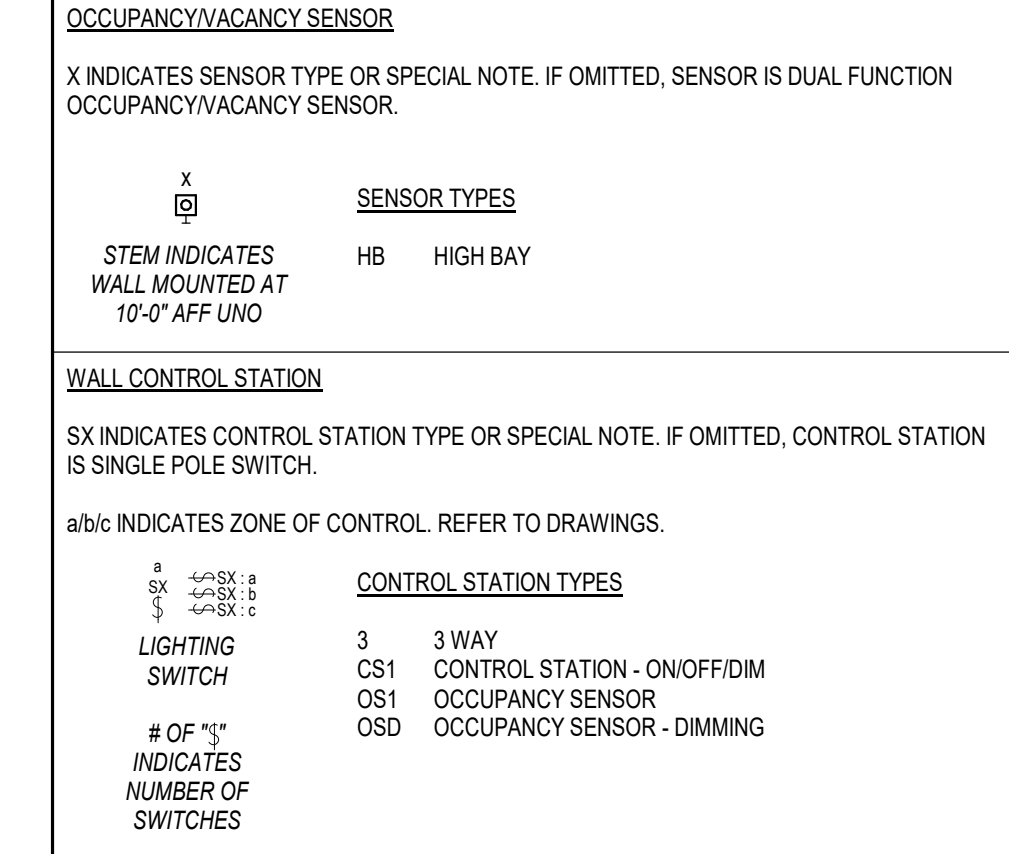 OCCUPANCY/VACANCY SENSOR
X INDICATES SENSOR TYPE OR SPECIAL NOTE. IF OMITTED, SENSOR IS DUAL FUNCTION
OCCUPANCY/VACANCY SENSOR.
X
STEM INDICATES
WALL MOUNTED AT
10'-0" AFF UNO
SENSOR TYPES
HB HIGH BAY
WALL CONTROL STATION
SX INDICATES CONTROL STATION TYPE OR SPECIAL NOTE. IF OMITTED, CONTROL STATION
IS SINGLE POLE SWITCH.
a/b/c INDICATES ZONE OF CONTROL. REFER TO DRAWINGS.
a
SX
$
$SX : a
$SX : b
$SX : c
LIGHTING
SWITCH
# OF "$"
INDICATES
NUMBER OF
SWITCHES
CONTROL STATION TYPES
3 3 WAY
CS1 CONTROL STATION - ON/OFF/DIM
OS1 OCCUPANCY SENSOR
OSD OCCUPANCY SENSOR - DIMMING